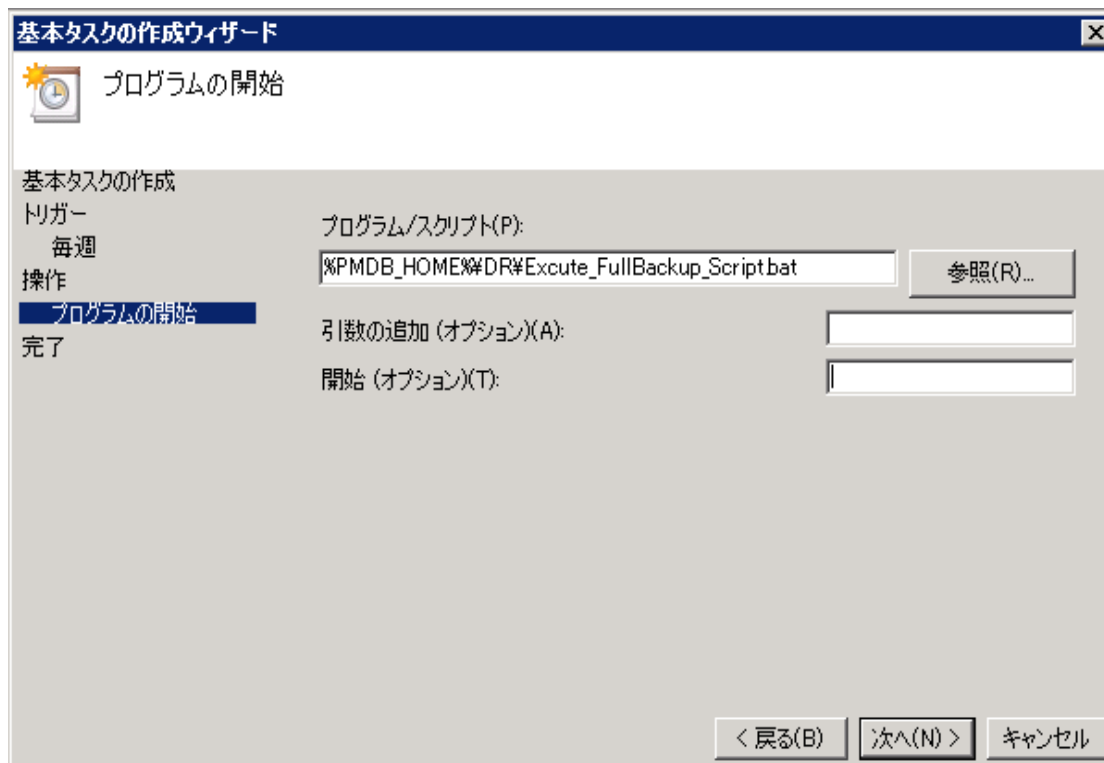 基本タスクの作成ウィザード
プログラムの開始
基本タスクの作成
トリガー
毎週
操作
プログラムの開始
完了
プログラム/スクリプト(P):
%PMDB_HOME%¥DR¥Excute_FullBackup_Script.bat
参照(R)...
引数の追加 (オプション)(A):
開始 (オプション)(T):
< 戻る(B)
次へ(N) >
キャンセル